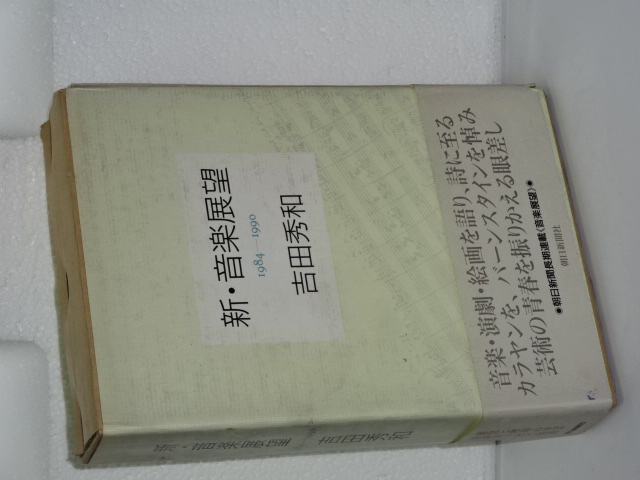 新・音楽展望
1984—1990
吉田秀和
音楽・演劇・絵画を語り、詩に至る
カラヤンを、バーンスタインを悼み
芸術の青春を振りかえる眼差し
●朝日新聞長期連載〈音楽展望〉●
朝日新聞社
新・音楽展望 吉田秀和